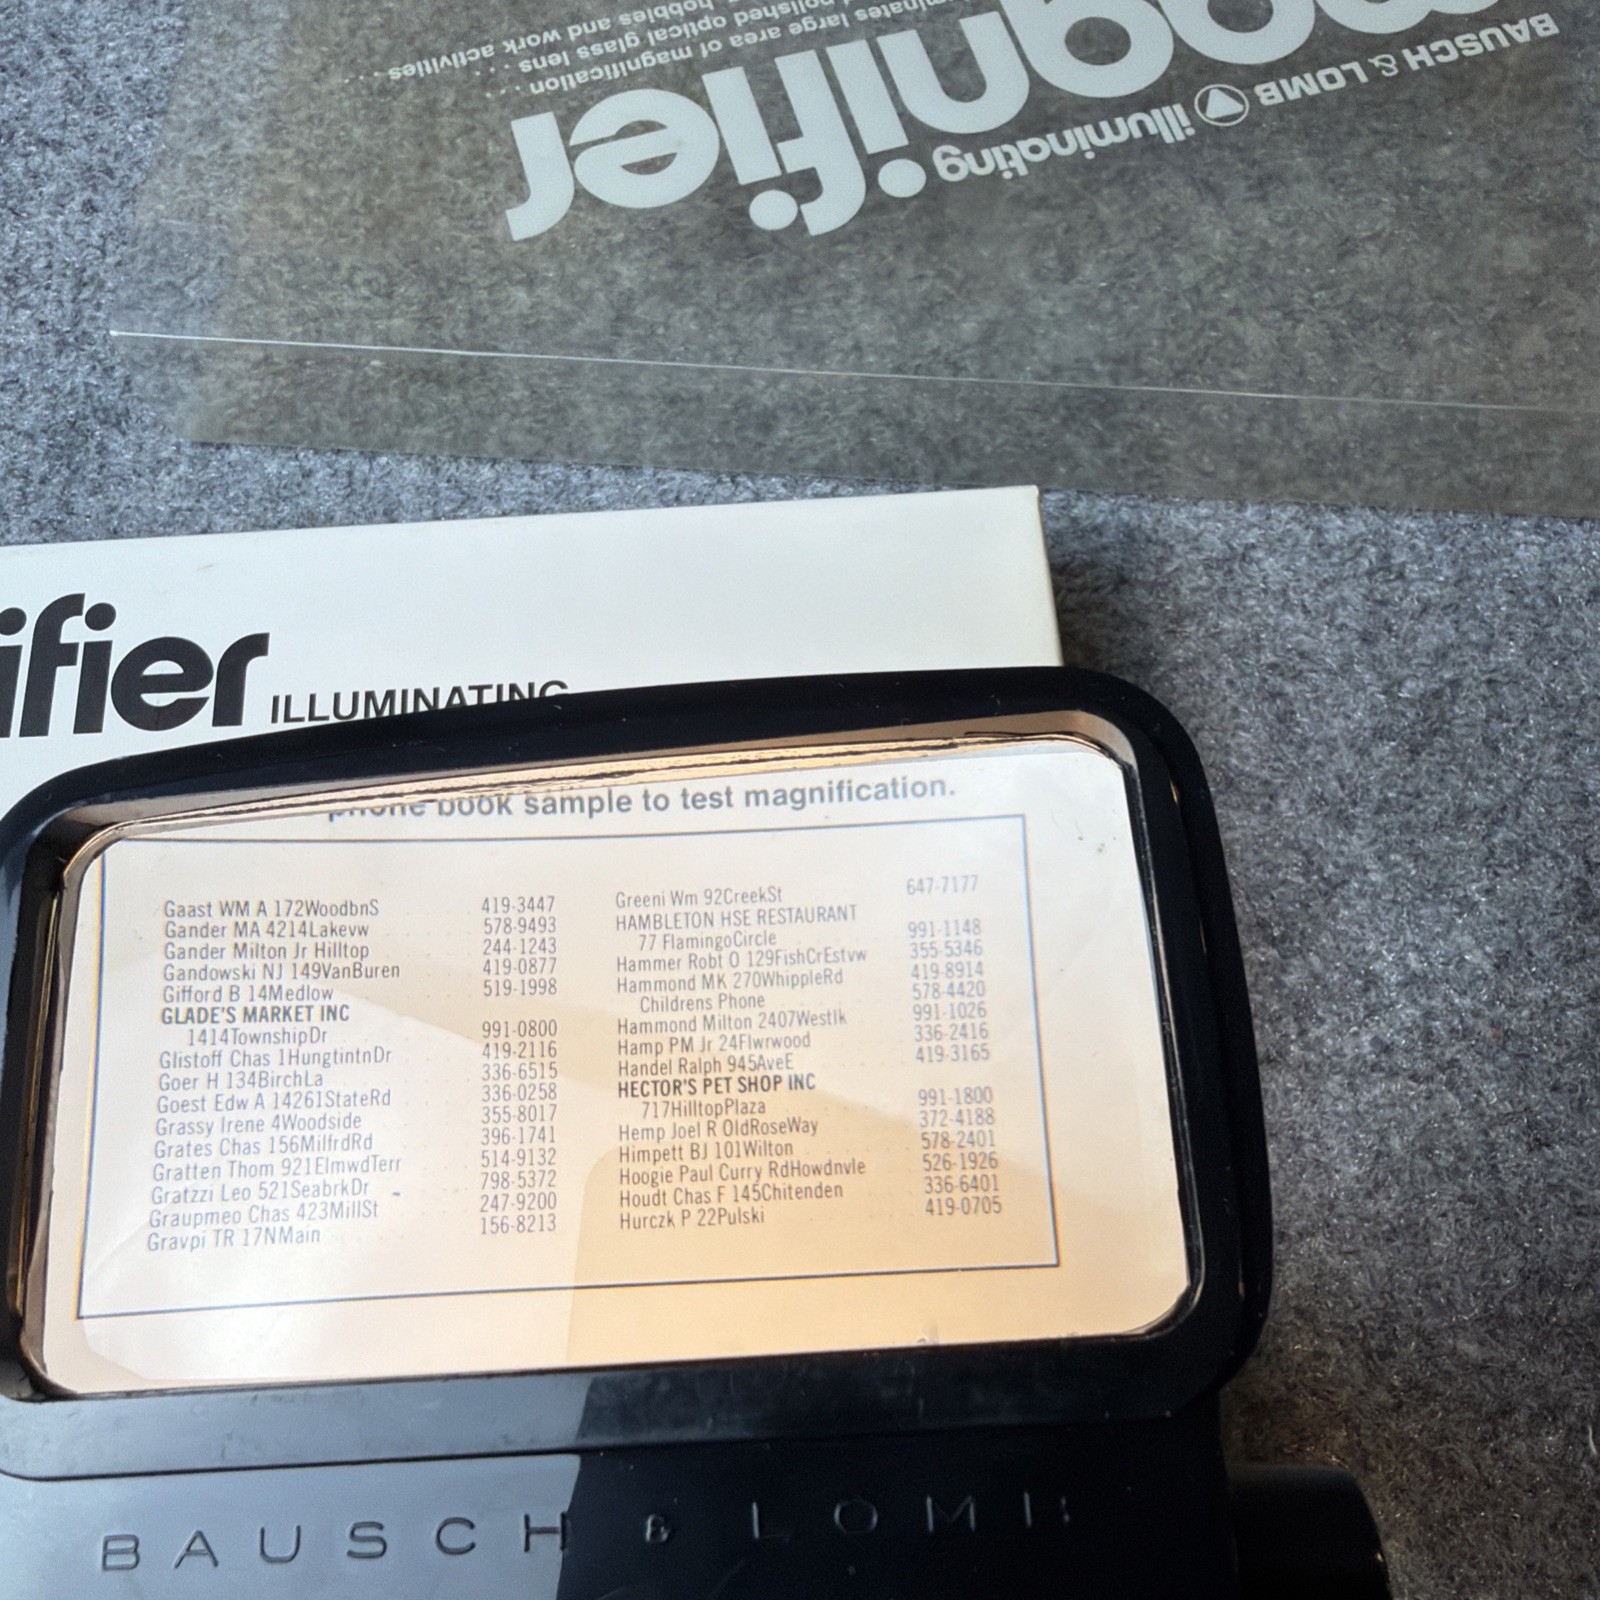 BAUSCH & LOMB illuminating
magnifier
large area of magnification ...
polished optical glass lens ...
hobbies and work activities ...
ifier ILLUMINATING
phone book sample to test magnification.
Gaast WM A 172WoodbnS 419-3447
Gander MA 4214Lakevw 578-9493
Gander Milton Jr Hilltop 244-1243
Gandowski NJ 149VanBuren 419-0877
Gifford B 14Medlow 519-1998
GLADE'S MARKET INC
1414TownshipDr 991-0800
Glistoff Chas 1HungtintnDr 419-2116
Goer H 134BirchLa 336-6515
Goest Edw A 14261StateRd 336-0258
Grassy Irene 4Woodside 355-8017
Grates Chas 156MilfrdRd 396-1741
Gratten Thom 921ElmwdTerr 514-9132
Gratzzi Leo 521SeabrkDr 798-5372
Graupmeo Chas 423MillSt 247-9200
Gravpi TR 17NMain 156-8213
Greeni Wm 92CreekSt 647-7177
HAMBLETON HSE RESTAURANT
77 FlamingoCircle 991-1148
Hammer Robt O 129FishCrEstvw 355-5346
Hammond MK 270WhippleRd 419-8914
Childrens Phone 578-4420
Hammond Milton 2407Westlk 991-1026
Hamp PM Jr 24Flwrwood 336-2416
Handel Ralph 945AveE 419-3165
HECTOR'S PET SHOP INC
717HilltopPlaza 991-1800
Hemp Joel R OldRoseWay 372-4188
Himpett BJ 101Wilton 578-2401
Hoogie Paul Curry RdHowdnvle 526-1926
Houdt Chas F 145Chitenden 336-6401
Hurczk P 22Pulski 419-0705
BAUSCH & LOMB